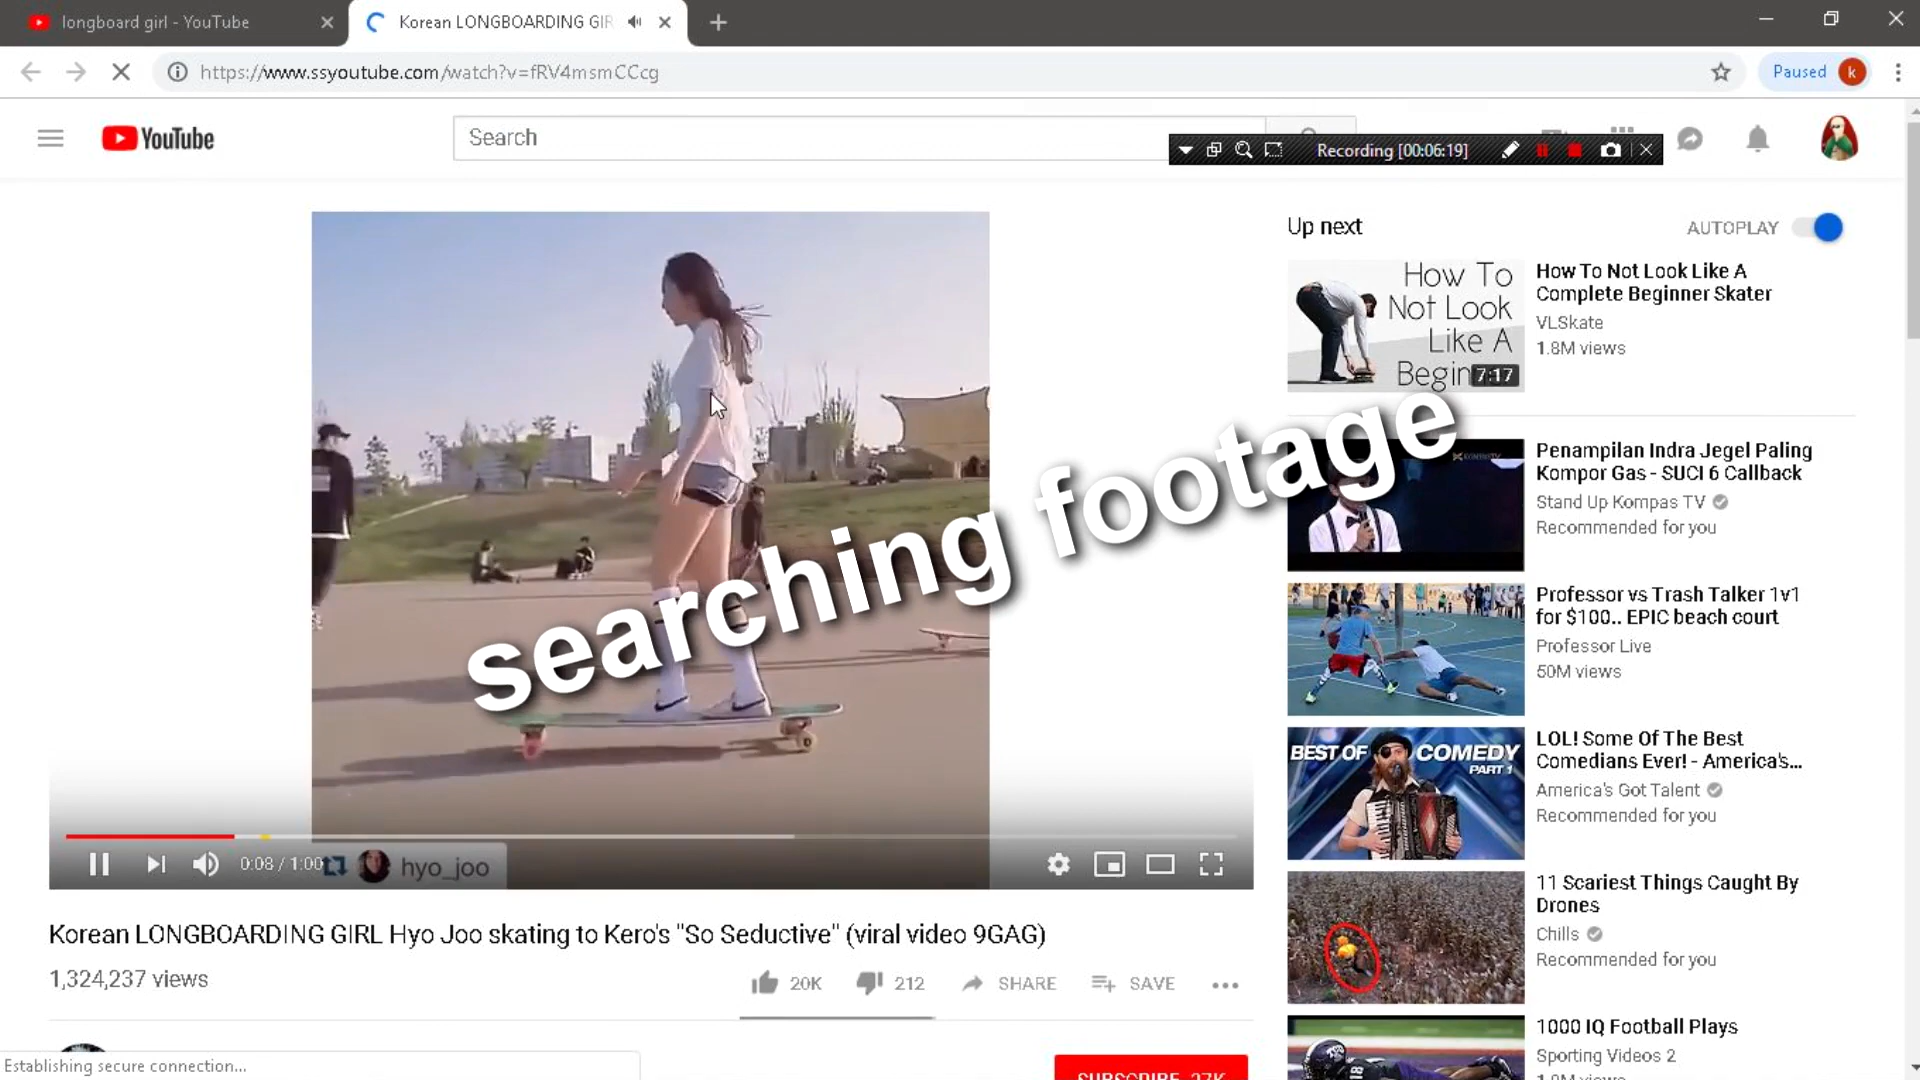 longboard girl - YouTube
Korean LONGBOARDING GIR
https://www.ssyoutube.com/watch?v=fRV4msmCCcg
Paused
k
YouTube
Search
Recording [00:06:19]
Up next
AUTOPLAY
How To
Not Look
Like A
Begin
7:17
How To Not Look Like A
Complete Beginner Skater
VLSkate
1.8M views
searching footage
Penampilan Indra Jegel Paling
Kompor Gas - SUCI 6 Callback
Stand Up Kompas TV
Recommended for you
Professor vs Trash Talker 1v1
for $100.. EPIC beach court
Professor Live
50M views
BEST OF COMEDY
PART 1
LOL! Some Of The Best
Comedians Ever! - America's...
America's Got Talent
Recommended for you
0:08 / 1:00
hyo_joo
11 Scariest Things Caught By
Drones
Chills
Recommended for you
Korean LONGBOARDING GIRL Hyo Joo skating to Kero's "So Seductive" (viral video 9GAG)
1,324,237 views
20K
212
SHARE
SAVE
1000 IQ Football Plays
Sporting Videos 2
Establishing secure connection...
SUBSCRIBE 27K